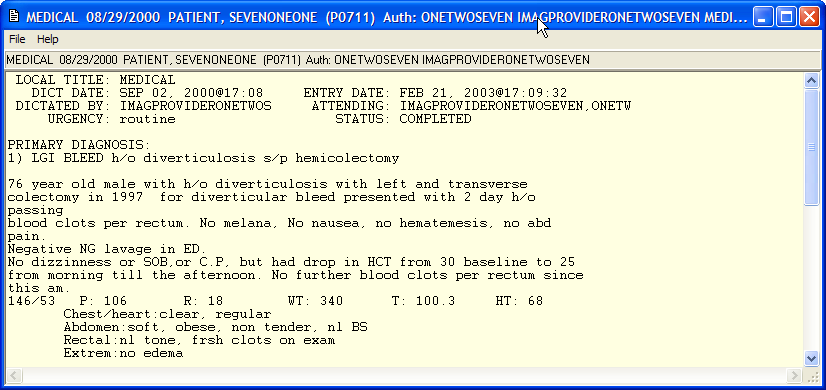 MEDICAL 08/29/2000 PATIENT, SEVENONEONE (P0711) Auth: ONETWOSEVEN IMAGPROVIDERONETWOSEVEN MEDI...
File Help
MEDICAL 08/29/2000 PATIENT, SEVENONEONE (P0711) Auth: ONETWOSEVEN IMAGPROVIDERONETWOSEVEN
LOCAL TITLE: MEDICAL
DICT DATE: SEP 02, 2000@17:08 ENTRY DATE: FEB 21, 2003@17:09:32
DICTATED BY: IMAGPROVIDERONETWOS ATTENDING: IMAGPROVIDERONETWOSEVEN,ONETW
URGENCY: routine STATUS: COMPLETED
PRIMARY DIAGNOSIS:
1) LGI BLEED h/o diverticulosis s/p hemicolectomy
76 year old male with h/o diverticulosis with left and transverse
colectomy in 1997 for diverticular bleed presented with 2 day h/o
passing
blood clots per rectum. No melana, No nausea, no hematemesis, no abd
pain.
Negative NG lavage in ED.
No dizzinness or SOB,or C.P, but had drop in HCT from 30 baseline to 25
from morning till the afternoon. No further blood clots per rectum since
this am.
146/53 P: 106 R: 18 WT: 340 T: 100.3 HT: 68
Chest/heart:clear, regular
Abdomen:soft, obese, non tender, nl BS
Rectal:nl tone, frsh clots on exam
Extrem:no edema